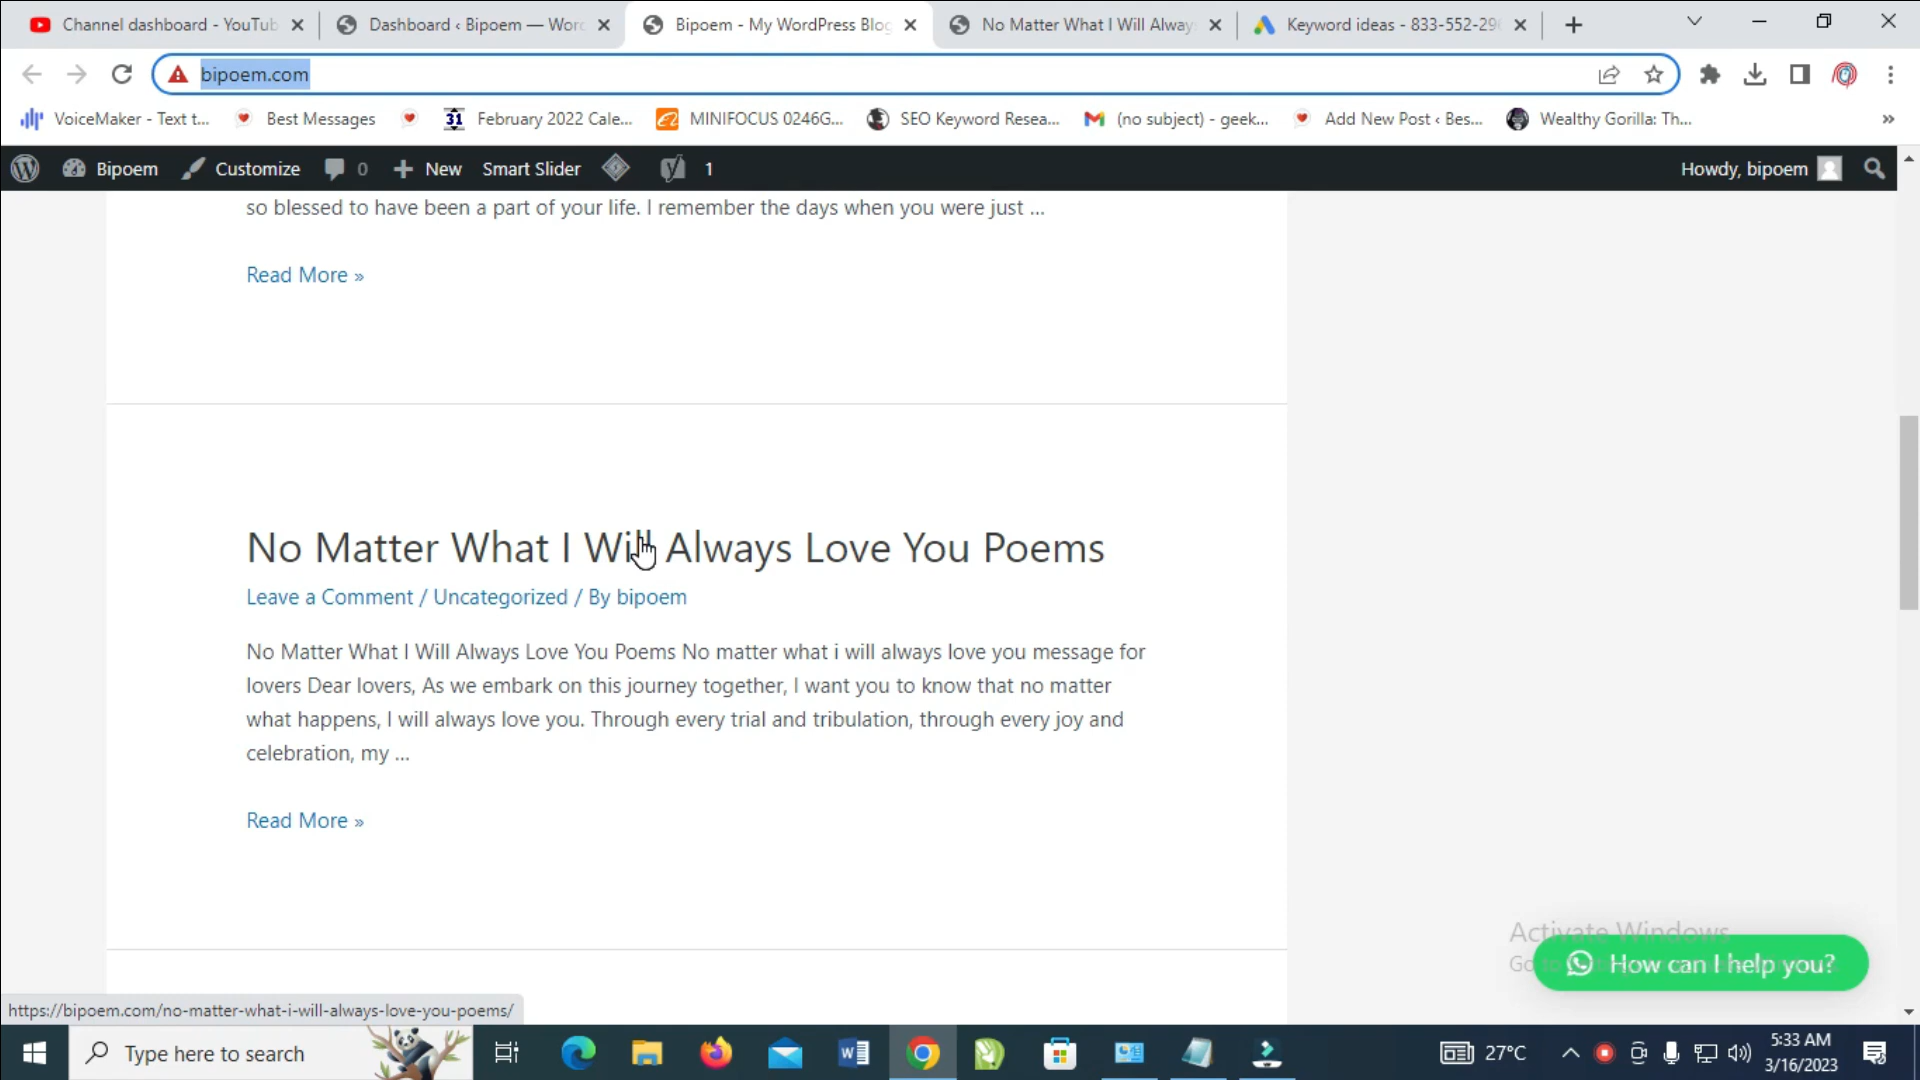 Channel dashboard - YouTub
Dashboard ‹ Bipoem — Wor
Bipoem - My WordPress Blog
No Matter What I Will Alway
Keyword ideas - 833-552-29
bipoem.com
VoiceMaker - Text t...
Best Messages
31
February 2022 Cale...
MINIFOCUS 0246G...
SEO Keyword Resea...
(no subject) - geek...
Add New Post ‹ Bes...
Wealthy Gorilla: Th...
»
Bipoem
Customize
0
New
Smart Slider
1
Howdy, bipoem
so blessed to have been a part of your life. I remember the days when you were just ...
Read More »
No Matter What I Will Always Love You Poems
Leave a Comment / Uncategorized / By bipoem
No Matter What I Will Always Love You Poems No matter what i will always love you message for
lovers Dear lovers, As we embark on this journey together, I want you to know that no matter
what happens, I will always love you. Through every trial and tribulation, through every joy and
celebration, my ...
Read More »
Activate Windows
Go to
How can I help you?
https://bipoem.com/no-matter-what-i-will-always-love-you-poems/
Type here to search
27°C
5:33 AM
3/16/2023